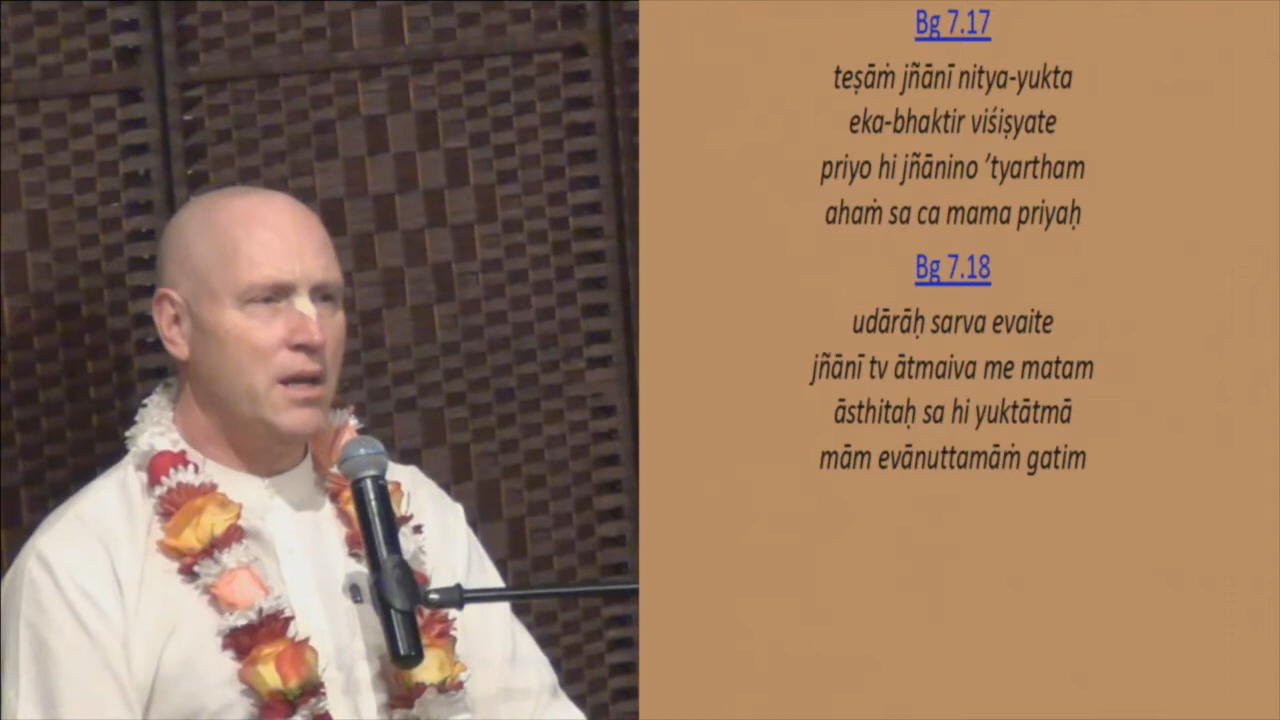 Bg 7.17
teṣāṁ jñānī nitya-yukta
eka-bhaktir viśiṣyate
priyo hi jñānino ’tyartham
ahaṁ sa ca mama priyaḥ
Bg 7.18
udārāḥ sarva evaite
jñānī tv ātmaiva me matam
āsthitaḥ sa hi yuktātmā
mām evānuttamāṁ gatim